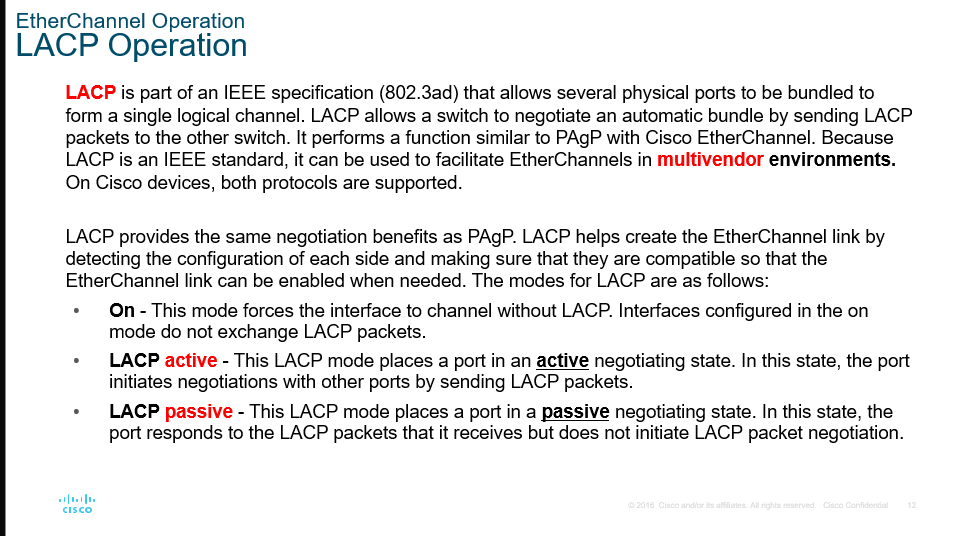 EtherChannel Operation
LACP Operation
LACP is part of an IEEE specification (802.3ad) that allows several physical ports to be bundled to
form a single logical channel. LACP allows a switch to negotiate an automatic bundle by sending LACP
packets to the other switch. It performs a function similar to PAgP with Cisco EtherChannel. Because
LACP is an IEEE standard, it can be used to facilitate EtherChannels in multivendor environments.
On Cisco devices, both protocols are supported.
LACP provides the same negotiation benefits as PAgP. LACP helps create the EtherChannel link by
detecting the configuration of each side and making sure that they are compatible so that the
EtherChannel link can be enabled when needed. The modes for LACP are as follows:
• On - This mode forces the interface to channel without LACP. Interfaces configured in the on
mode do not exchange LACP packets.
• LACP active - This LACP mode places a port in an active negotiating state. In this state, the port
initiates negotiations with other ports by sending LACP packets.
• LACP passive - This LACP mode places a port in a passive negotiating state. In this state, the
port responds to the LACP packets that it receives but does not initiate LACP packet negotiation.
CISCO
© 2016 Cisco and/or its affiliates. All rights reserved. Cisco Confidential 12